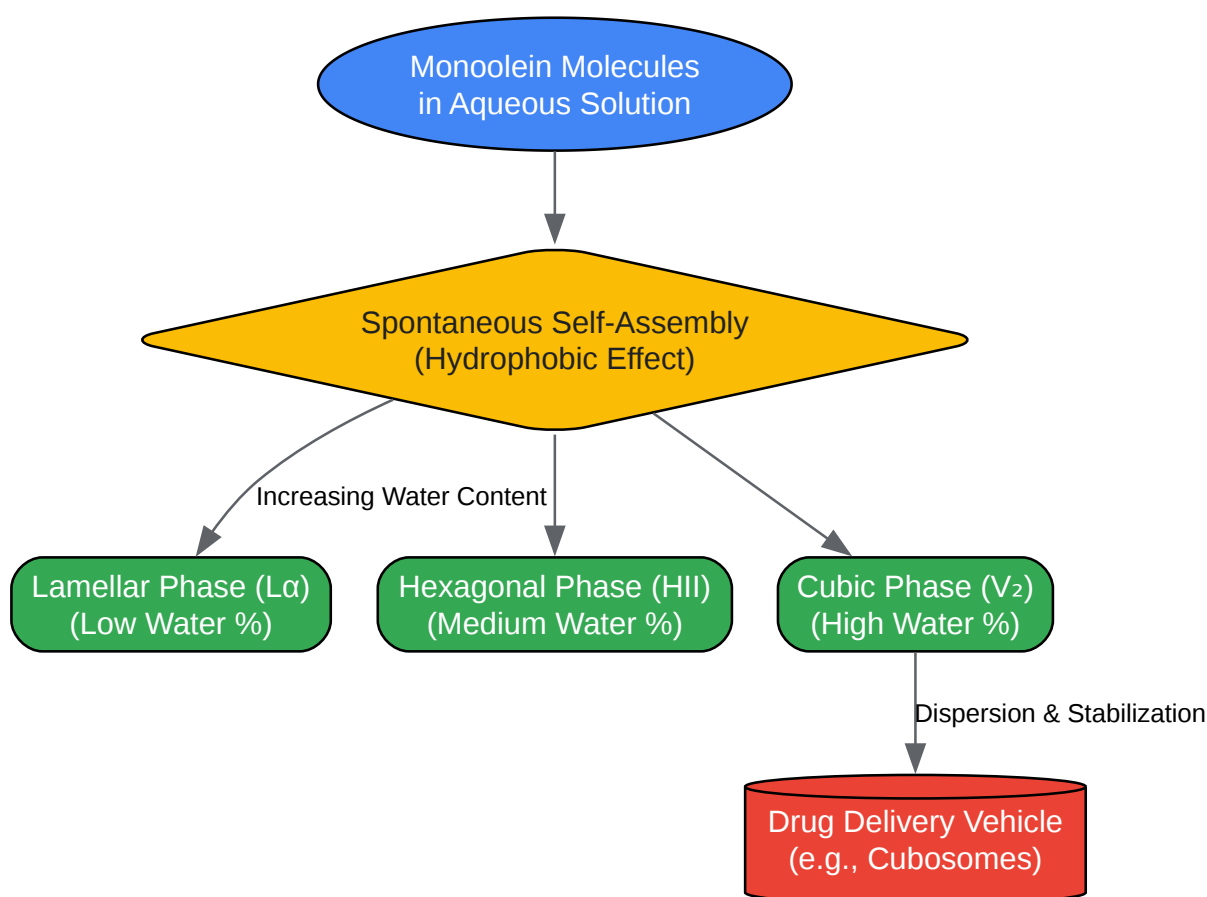 Monoolein Molecules
in Aqueous Solution
Spontaneous Self-Assembly
(Hydrophobic Effect)
Increasing Water Content
Lamellar Phase (Lα)
(Low Water %)
Hexagonal Phase (HII)
(Medium Water %)
Cubic Phase (V₂)
(High Water %)
Dispersion & Stabilization
Drug Delivery Vehicle
(e.g., Cubosomes)